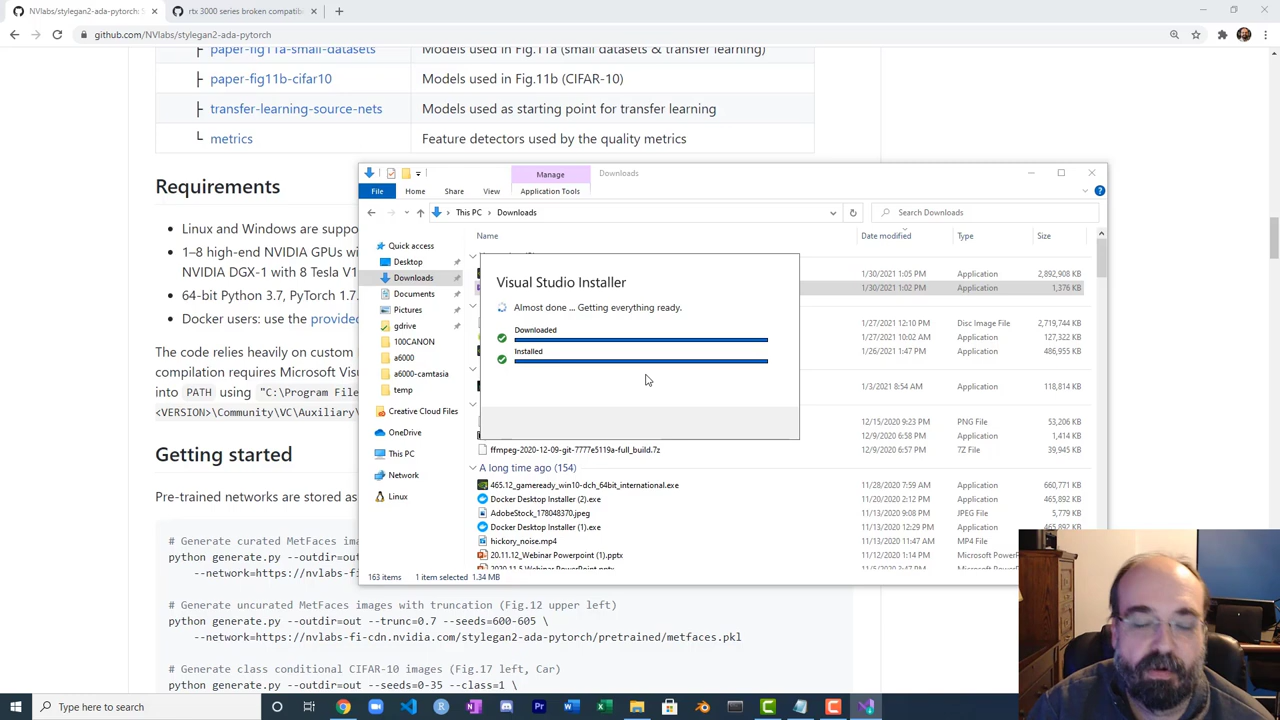 NVlabs/stylegan2-ada-pytorch: S
rtx 3000 series broken compatib
github.com/NVlabs/stylegan2-ada-pytorch
paper-fig11a-small-datasets
Models used in Fig.11a (small datasets & transfer learning)
paper-fig11b-cifar10
Models used in Fig.11b (CIFAR-10)
transfer-learning-source-nets
Models used as starting point for transfer learning
metrics
Feature detectors used by the quality metrics
Requirements
Linux and Windows are suppo
1–8 high-end NVIDIA GPUs wi
NVIDIA DGX-1 with 8 Tesla V1
64-bit Python 3.7, PyTorch 1.7.
Docker users: use the provided
The code relies heavily on custom
compilation requires Microsoft Visu
into PATH using "C:\Program File
<VERSION>\Community\VC\Auxiliary\
Getting started
Pre-trained networks are stored as
# Generate curated MetFaces ima
python generate.py --outdir=out
--network=https://nvlabs-fi
# Generate uncurated MetFaces images with truncation (Fig.12 upper left)
python generate.py --outdir=out --trunc=0.7 --seeds=600-605 \
--network=https://nvlabs-fi-cdn.nvidia.com/stylegan2-ada-pytorch/pretrained/metfaces.pkl
# Generate class conditional CIFAR-10 images (Fig.17 left, Car)
python generate.py --outdir=out --seeds=0-35 --class=1 \
Manage
Downloads
File
Home
Share
View
Application Tools
This PC
Downloads
Search Downloads
Name
Date modified
Type
Size
Quick access
Desktop
Downloads
Documents
Pictures
gdrive
100CANON
a6000
a6000-camtasia
temp
Creative Cloud Files
OneDrive
This PC
Network
Linux
1/30/2021 1:05 PM
Application
2,892,908 KB
1/30/2021 1:02 PM
Application
1,376 KB
1/27/2021 12:10 PM
Disc Image File
2,719,744 KB
1/27/2021 10:02 AM
Application
127,322 KB
1/26/2021 1:47 PM
Application
486,955 KB
1/3/2021 8:54 AM
Application
118,814 KB
12/15/2020 9:23 PM
PNG File
53,206 KB
12/9/2020 6:58 PM
Application
1,414 KB
ffmpeg-2020-12-09-git-7777e5119a-full_build.7z
12/9/2020 6:57 PM
7Z File
39,945 KB
A long time ago (154)
465.12_gameready_win10-dch_64bit_international.exe
11/28/2020 7:59 AM
Application
660,771 KB
Docker Desktop Installer (2).exe
11/20/2020 2:12 PM
Application
465,892 KB
AdobeStock_178048370.jpeg
11/13/2020 9:08 PM
JPEG File
5,779 KB
Docker Desktop Installer (1).exe
11/13/2020 12:29 PM
Application
465,892 KB
hickory_noise.mp4
11/13/2020 11:47 AM
MP4 File
20.11.12_Webinar Powerpoint (1).pptx
11/12/2020 1:14 PM
Microsoft PowerP
163 items
1 item selected
1.34 MB
Visual Studio Installer
Almost done ... Getting everything ready.
Downloaded
Installed
Type here to search